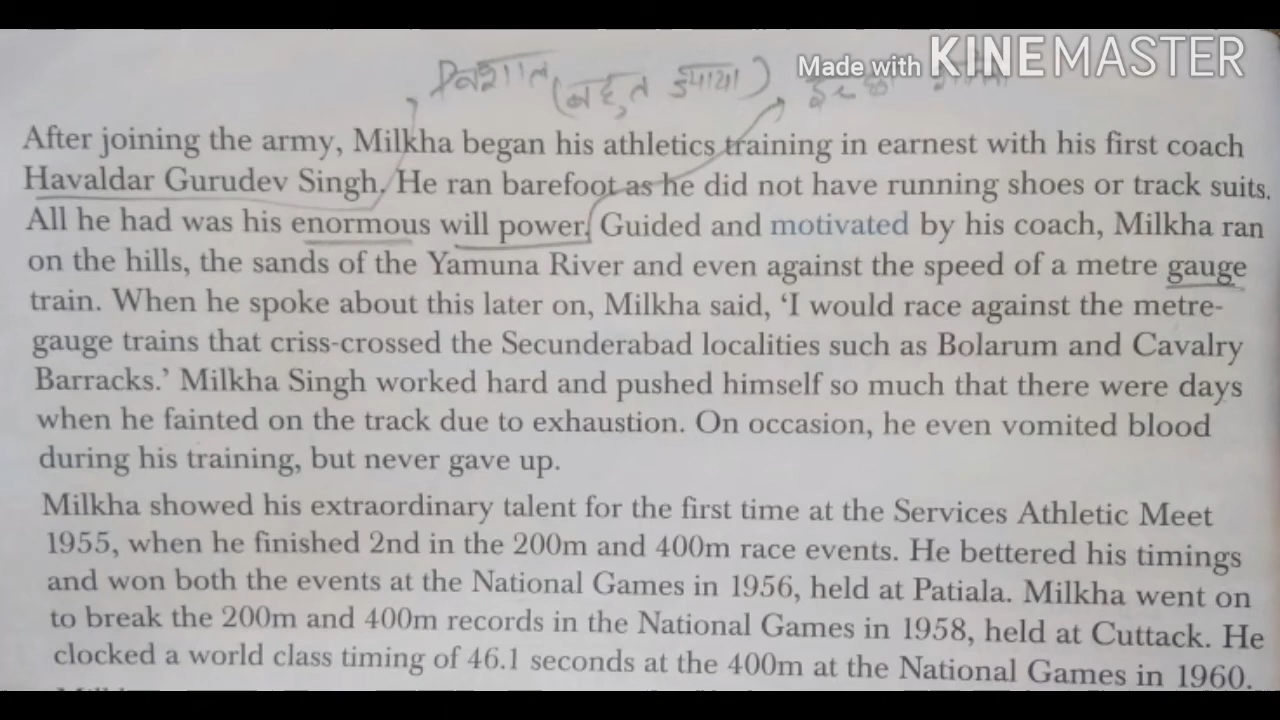 Made with KINEMASTER
विशाल (बहुत ज़्यादा) इच्छा
After joining the army, Milkha began his athletics training in earnest with his first coach
Havaldar Gurudev Singh. He ran barefoot as he did not have running shoes or track suits.
All he had was his enormous will power. Guided and motivated by his coach, Milkha ran
on the hills, the sands of the Yamuna River and even against the speed of a metre gauge
train. When he spoke about this later on, Milkha said, ‘I would race against the metre-
gauge trains that criss-crossed the Secunderabad localities such as Bolarum and Cavalry
Barracks.’ Milkha Singh worked hard and pushed himself so much that there were days
when he fainted on the track due to exhaustion. On occasion, he even vomited blood
during his training, but never gave up.
Milkha showed his extraordinary talent for the first time at the Services Athletic Meet
1955, when he finished 2nd in the 200m and 400m race events. He bettered his timings
and won both the events at the National Games in 1956, held at Patiala. Milkha went on
to break the 200m and 400m records in the National Games in 1958, held at Cuttack. He
clocked a world class timing of 46.1 seconds at the 400m at the National Games in 1960.